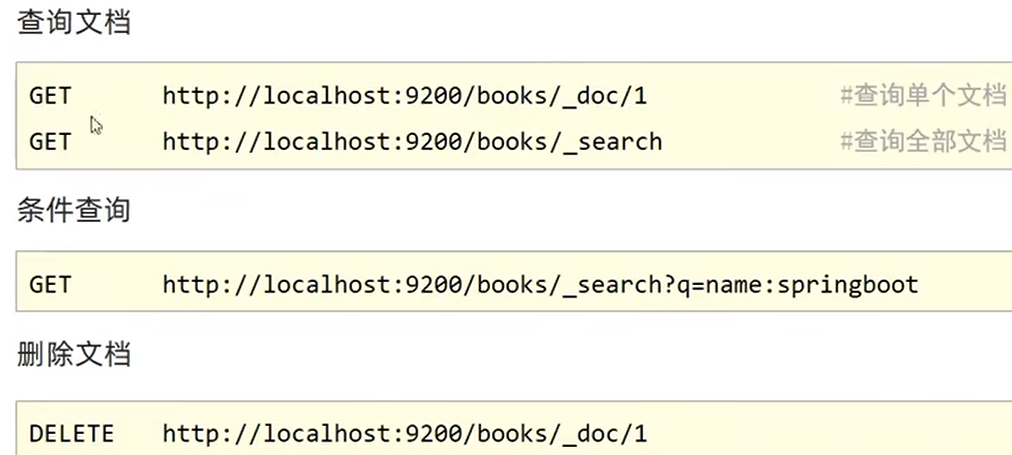 查询文档
GET http://localhost:9200/books/_doc/1 #查询单个文档
GET http://localhost:9200/books/_search #查询全部文档
条件查询
GET http://localhost:9200/books/_search?q=name:springboot
删除文档
DELETE http://localhost:9200/books/_doc/1